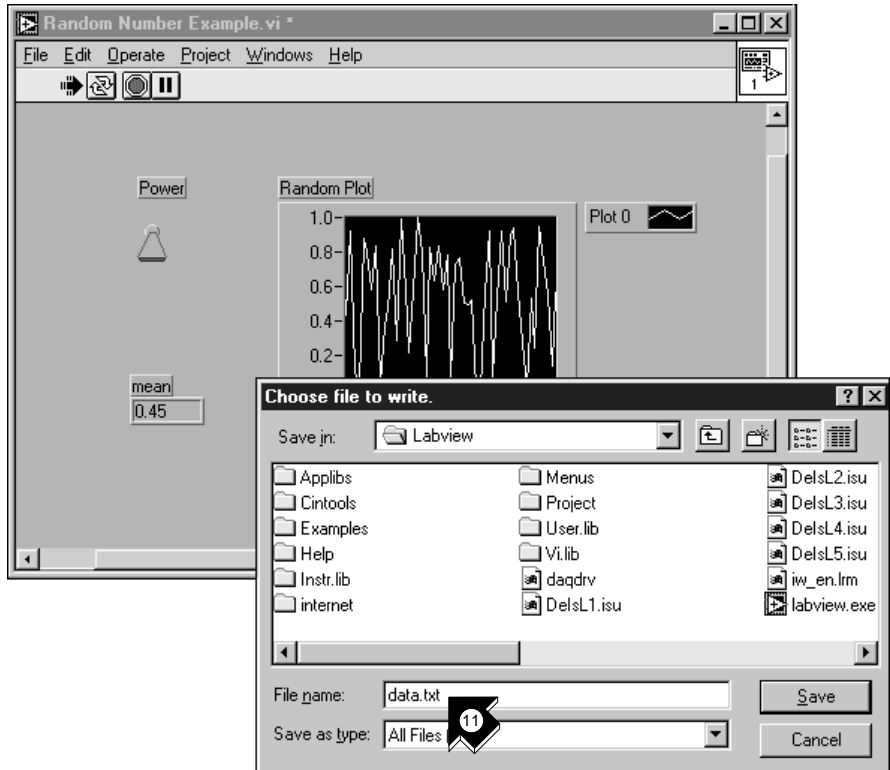 Random Number Example.vi *
File Edit Operate Project Windows Help
1
Power
Random Plot
Plot 0
1.0
0.8
0.6
0.4
0.2
mean
0.45
Choose file to write.
Save in: Labview
Applibs Menus DelsL2.isu
Cintools Project DelsL3.isu
Examples User.lib DelsL4.isu
Help Vi.lib DelsL5.isu
Instr.lib daqdrv iw_en.lrm
internet DelsL1.isu labview.exe
File name: data.txt Save
11
Save as type: All Files Cancel